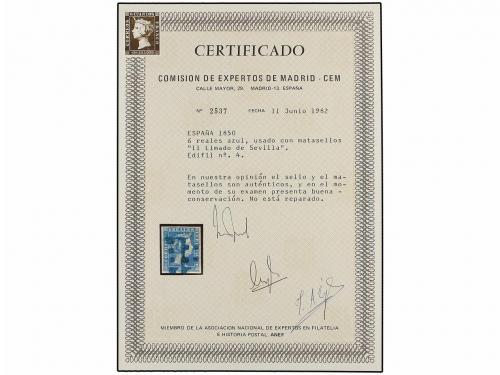 CERTIFICADO
COMISION DE EXPERTOS DE MADRID - CEM
CALLE MAYOR, 29. MADRID-13. ESPAÑA
Nº 2537 FECHA 11 Junio 1982
ESPAÑA 1850
6 reales azul, usado con matasellos
"11 Limado de Sevilla".
Edifil nº. 4.
En nuestra opinión el sello y el ma-
tasellos son auténticos, y en el mo-
mento de su examen presenta buena -
conservación. No está reparado.
MIEMBRO DE LA ASOCIACION NACIONAL DE EXPERTOS EN FILATELIA
E HISTORIA POSTAL. ANEF